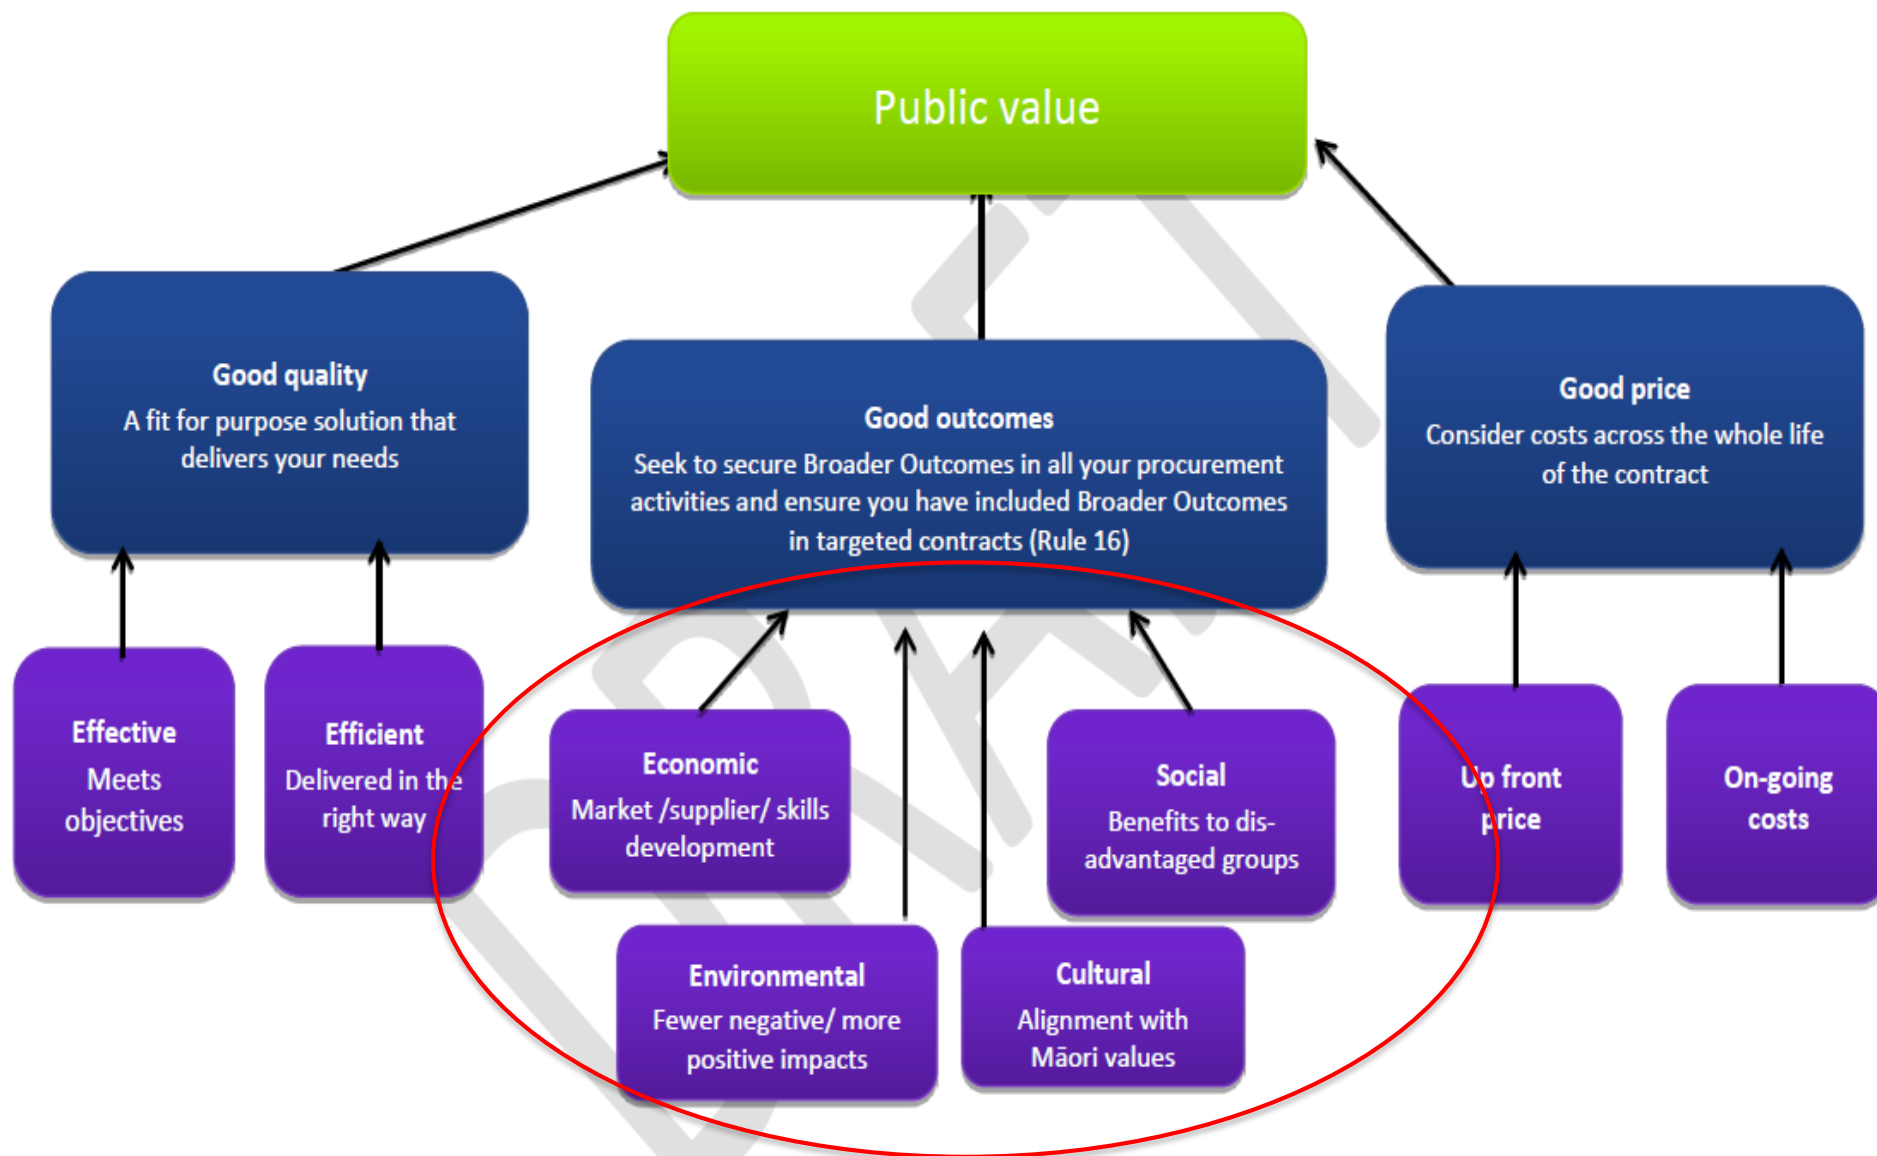 Public value
Good quality
A fit for purpose solution that
delivers your needs
Good outcomes
Seek to secure Broader Outcomes in all your procurement
activities and ensure you have included Broader Outcomes
in targeted contracts (Rule 16)
Good price
Consider costs across the whole life
of the contract
Effective
Meets
objectives
Efficient
Delivered in the
right way
Economic
Market /supplier/ skills
development
Social
Benefits to dis-
advantaged groups
Up front
price
On-going
costs
Environmental
Fewer negative/ more
positive impacts
Cultural
Alignment with
Māori values
DRAFT